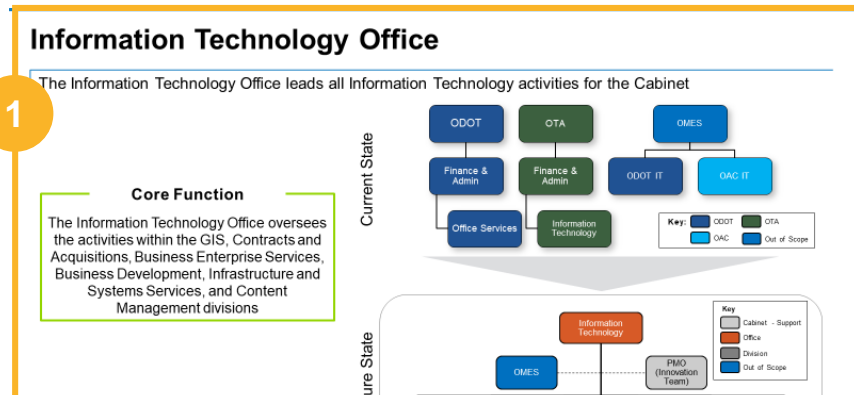 Information Technology Office
The Information Technology Office leads all Information Technology activities for the Cabinet
1
Core Function
The Information Technology Office oversees
the activities within the GIS, Contracts and
Acquisitions, Business Enterprise Services,
Business Development, Infrastructure and
Systems Services, and Content
Management divisions
Current State
ODOT
OTA
OMES
Finance &
Admin
Finance &
Admin
ODOT IT
OAC IT
Office Services
Information
Technology
Key:
ODOT
OTA
OAC
Out of Scope
ure State
Information
Technology
OMES
PMO
(Innovation
Team)
Key
Cabinet - Support
Office
Division
Out of Scope